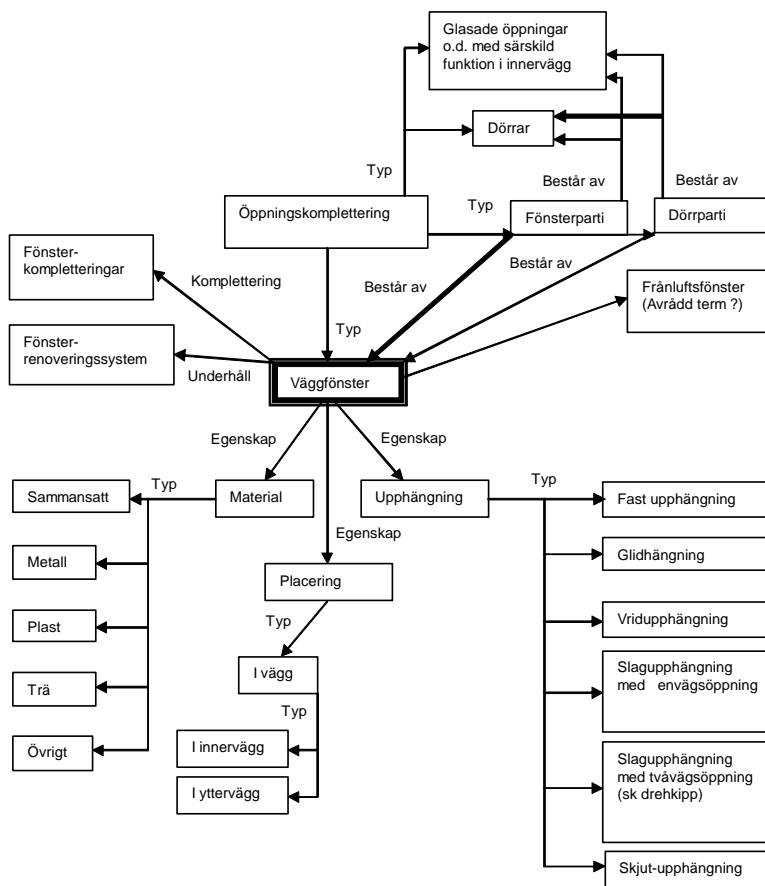 Glasade öppningar
o.d. med särskild
funktion i innervägg
Dörrar
Typ
Består av
Består av
Öppningskomplettering
Typ
Fönsterparti
Dörrparti
Fönster-
kompletteringar
Komplettering
Består av
Består av
Frånluftsfönster
(Avrådd term ?)
Typ
Fönster-
renoveringssystem
Underhåll
Väggfönster
Egenskap
Egenskap
Sammansatt
Typ
Material
Upphängning
Typ
Fast upphängning
Egenskap
Metall
Glidhängning
Placering
Plast
Typ
Vridupphängning
I vägg
Slagupphängning
med envägsöppning
Trä
Typ
Övrigt
I innervägg
Slagupphängning
med tvåvägsöppning
(sk drehkipp)
I yttervägg
Skjut-upphängning